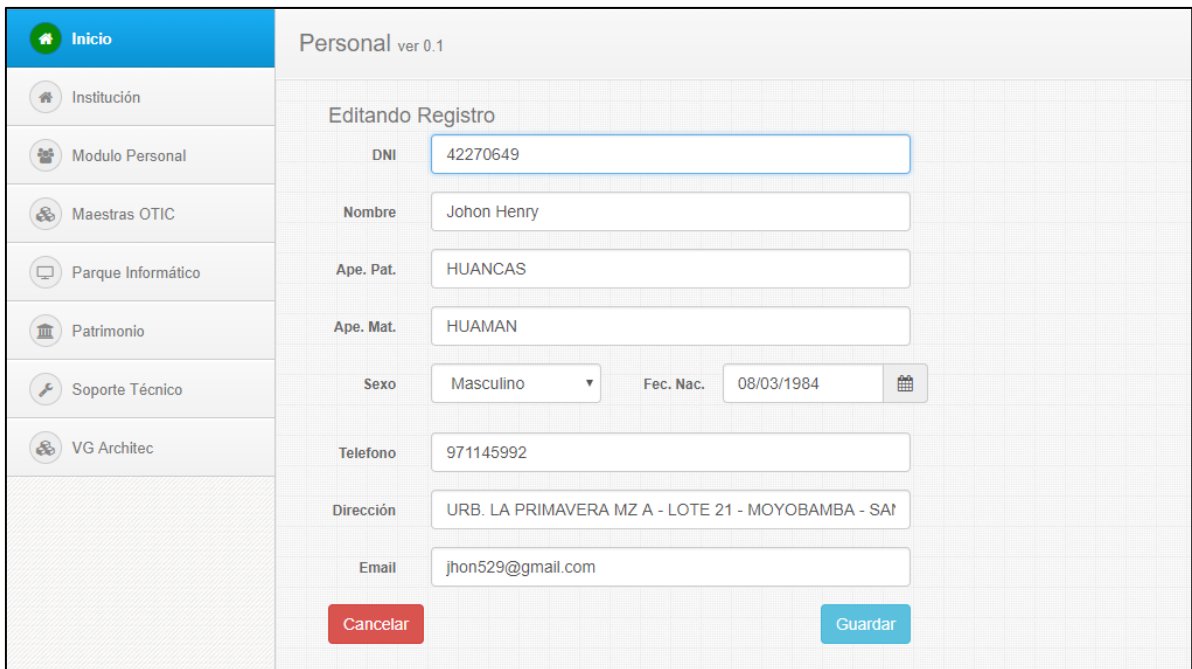 Inicio
Institución
Modulo Personal
Maestras OTIC
Parque Informático
Patrimonio
Soporte Técnico
VG Architec
Personal ver 0.1
Editando Registro
DNI 42270649
Nombre Johon Henry
Ape. Pat. HUANCAS
Ape. Mat. HUAMAN
Sexo Masculino Fec. Nac. 08/03/1984
Telefono 971145992
Dirección URB. LA PRIMAVERA MZ A - LOTE 21 - MOYOBAMBA - SAN
Email jhon529@gmail.com
Cancelar Guardar